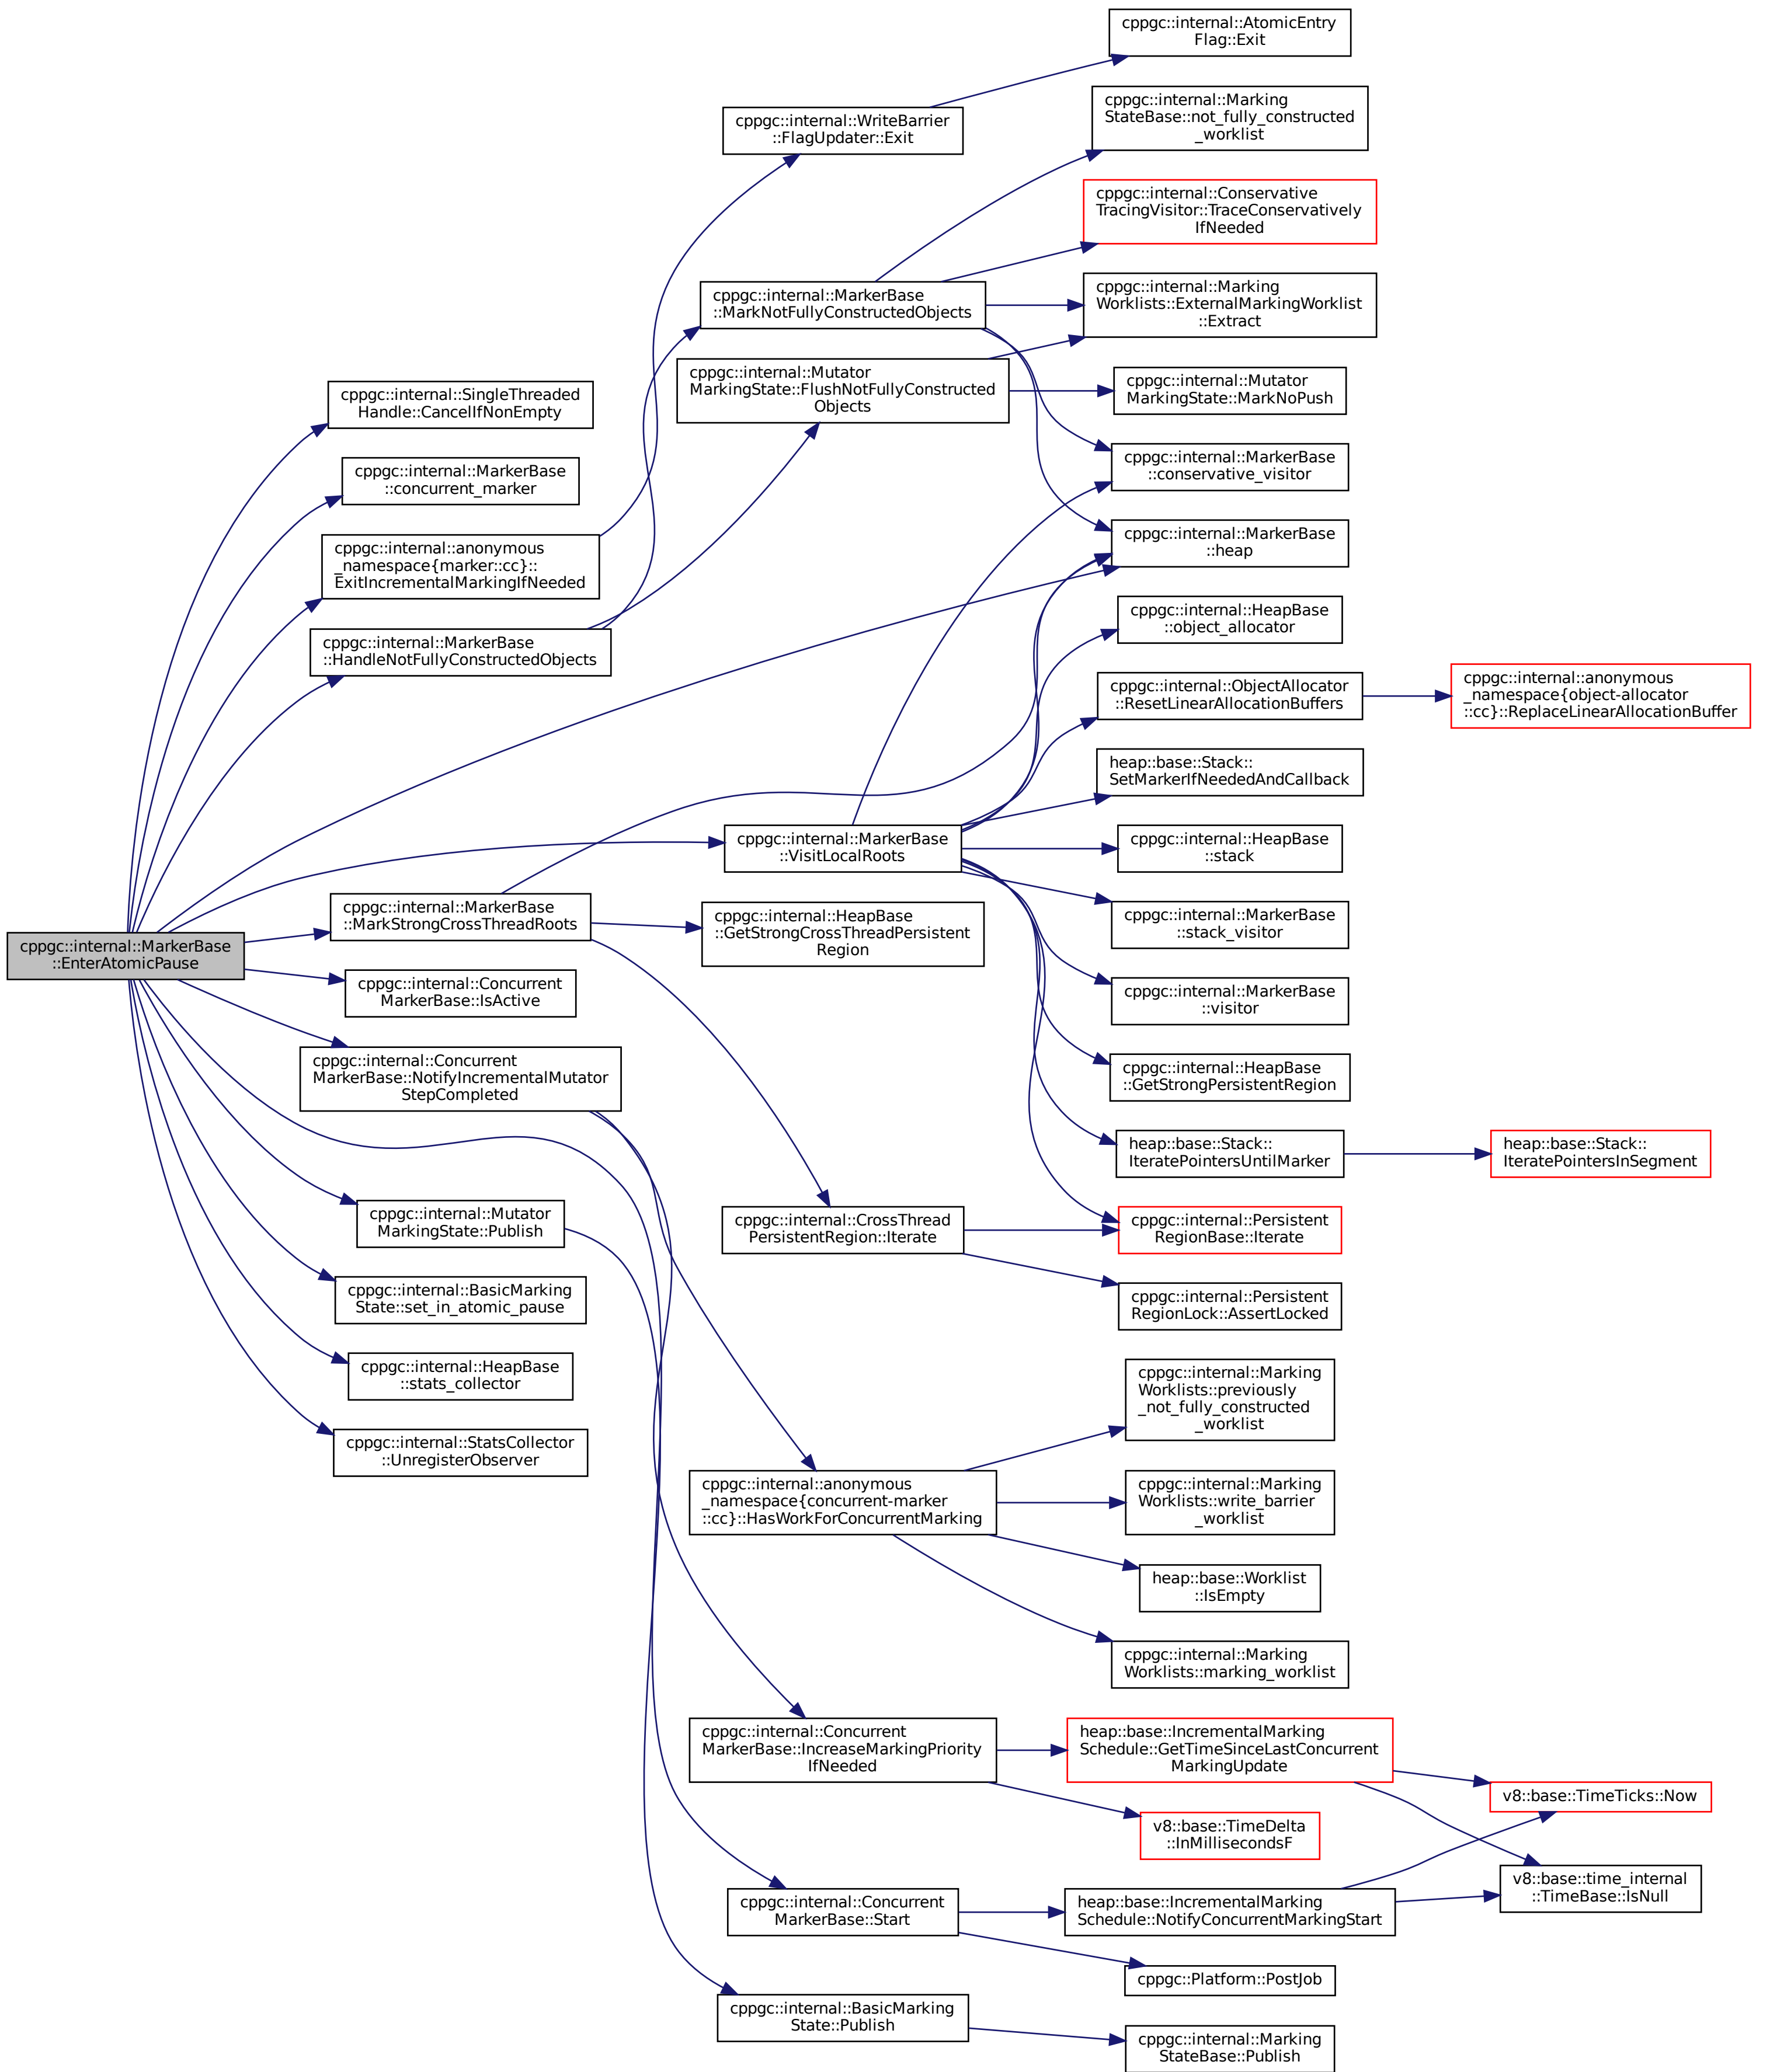 cppgc::internal::MarkerBase
::EnterAtomicPause
cppgc::internal::SingleThreaded
Handle::CancelIfNonEmpty
cppgc::internal::MarkerBase
::concurrent_marker
cppgc::internal::anonymous
_namespace{marker::cc}::
ExitIncrementalMarkingIfNeeded
cppgc::internal::MarkerBase
::HandleNotFullyConstructedObjects
cppgc::internal::MarkerBase
::MarkStrongCrossThreadRoots
cppgc::internal::Concurrent
MarkerBase::IsActive
cppgc::internal::Concurrent
MarkerBase::NotifyIncrementalMutator
StepCompleted
cppgc::internal::Mutator
MarkingState::Publish
cppgc::internal::BasicMarking
State::set_in_atomic_pause
cppgc::internal::HeapBase
::stats_collector
cppgc::internal::StatsCollector
::UnregisterObserver
cppgc::internal::WriteBarrier
::FlagUpdater::Exit
cppgc::internal::MarkerBase
::MarkNotFullyConstructedObjects
cppgc::internal::Mutator
MarkingState::FlushNotFullyConstructed
Objects
cppgc::internal::MarkerBase
::VisitLocalRoots
cppgc::internal::HeapBase
::GetStrongCrossThreadPersistent
Region
cppgc::internal::CrossThread
PersistentRegion::Iterate
cppgc::internal::anonymous
_namespace{concurrent-marker
::cc}::HasWorkForConcurrentMarking
cppgc::internal::Concurrent
MarkerBase::IncreaseMarkingPriority
IfNeeded
cppgc::internal::Concurrent
MarkerBase::Start
cppgc::internal::BasicMarking
State::Publish
cppgc::internal::AtomicEntry
Flag::Exit
cppgc::internal::Marking
StateBase::not_fully_constructed
_worklist
cppgc::internal::Conservative
TracingVisitor::TraceConservatively
IfNeeded
cppgc::internal::Marking
Worklists::ExternalMarkingWorklist
::Extract
cppgc::internal::Mutator
MarkingState::MarkNoPush
cppgc::internal::MarkerBase
::conservative_visitor
cppgc::internal::MarkerBase
::heap
cppgc::internal::HeapBase
::object_allocator
cppgc::internal::ObjectAllocator
::ResetLinearAllocationBuffers
heap::base::Stack::
SetMarkerIfNeededAndCallback
cppgc::internal::HeapBase
::stack
cppgc::internal::MarkerBase
::stack_visitor
cppgc::internal::MarkerBase
::visitor
cppgc::internal::HeapBase
::GetStrongPersistentRegion
heap::base::Stack::
IteratePointersUntilMarker
cppgc::internal::Persistent
RegionBase::Iterate
cppgc::internal::Persistent
RegionLock::AssertLocked
cppgc::internal::Marking
Worklists::previously
_not_fully_constructed
_worklist
cppgc::internal::Marking
Worklists::write_barrier
_worklist
heap::base::Worklist
::IsEmpty
cppgc::internal::Marking
Worklists::marking_worklist
heap::base::IncrementalMarking
Schedule::GetTimeSinceLastConcurrent
MarkingUpdate
v8::base::TimeDelta
::InMillisecondsF
heap::base::IncrementalMarking
Schedule::NotifyConcurrentMarkingStart
cppgc::Platform::PostJob
cppgc::internal::Marking
StateBase::Publish
cppgc::internal::anonymous
_namespace{object-allocator
::cc}::ReplaceLinearAllocationBuffer
heap::base::Stack::
IteratePointersInSegment
v8::base::TimeTicks::Now
v8::base::time_internal
::TimeBase::IsNull